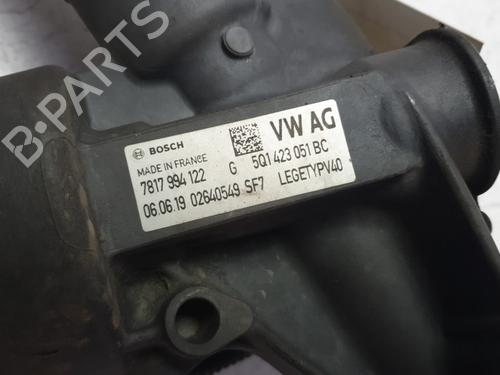 B-PARTS
BOSCH
VW AG
MADE IN FRANCE
7817 994 122 G 5Q1 423 051 BC
06.06.19 02640549 SF7 LEGETYPV40